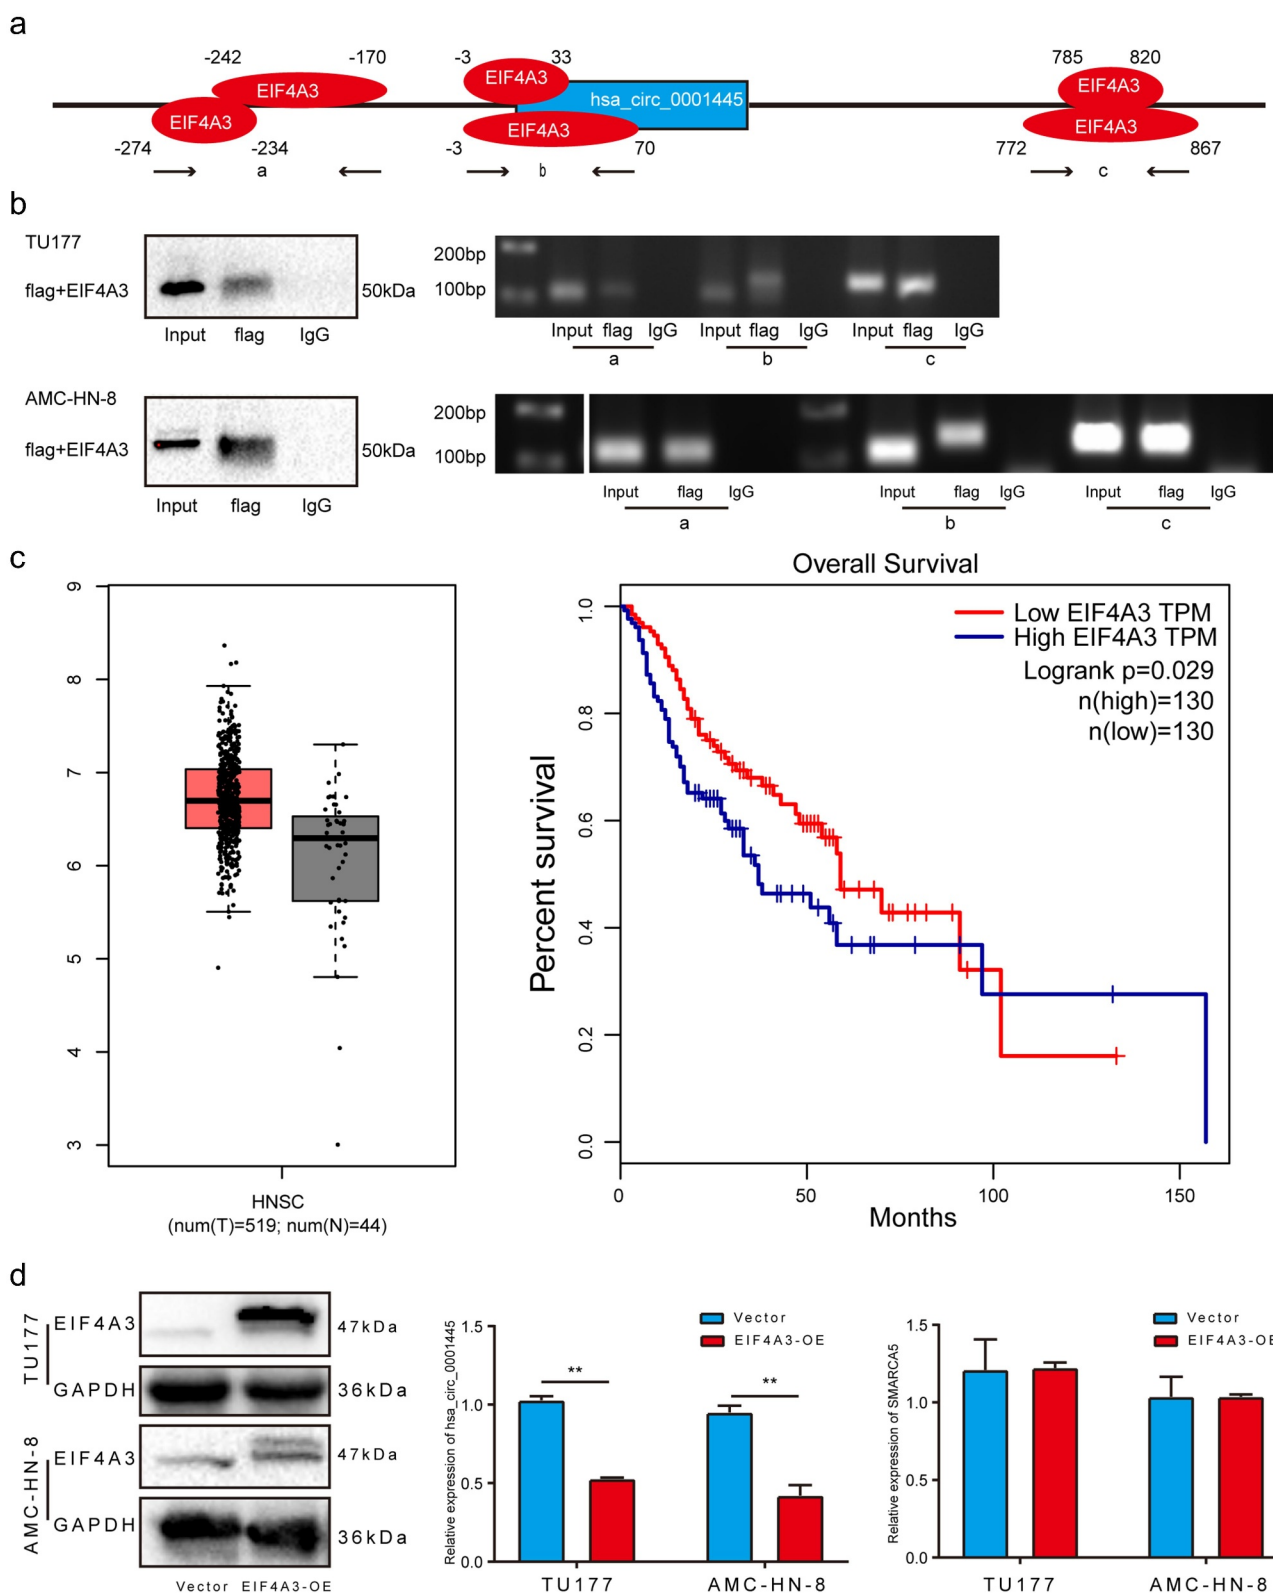 a
-242 -170 -3 33 785 820
EIF4A3 EIF4A3 EIF4A3
hsa_circ_0001445
EIF4A3 EIF4A3 EIF4A3
-274 -234 -3 70 772 867
a b c
b
TU177
flag+EIF4A3
50kDa
Input flag IgG
200bp
100bp
Input flag IgG Input flag IgG Input flag IgG
a b c
AMC-HN-8
flag+EIF4A3
50kDa
Input flag IgG
200bp
100bp
Input flag IgG Input flag IgG Input flag IgG
a b c
c
9
8
7
6
5
4
3
HNSC
(num(T)=519; num(N)=44)
Overall Survival
Low EIF4A3 TPM
High EIF4A3 TPM
Logrank p=0.029
n(high)=130
n(low)=130
Percent survival
1.0
0.8
0.6
0.4
0.2
0.0
0 50 100 150
Months
d
TU177
EIF4A3 47kDa
GAPDH 36kDa
AMC-HN-8
EIF4A3 47kDa
GAPDH 36kDa
Vector EIF4A3-OE
Relative expression of hsa_circ_0001445
1.5
1.0
0.5
0.0
Vector
EIF4A3-OE
** **
TU177 AMC-HN-8
Relative expression of SMARCA5
1.5
1.0
0.5
0.0
Vector
EIF4A3-OE
TU177 AMC-HN-8